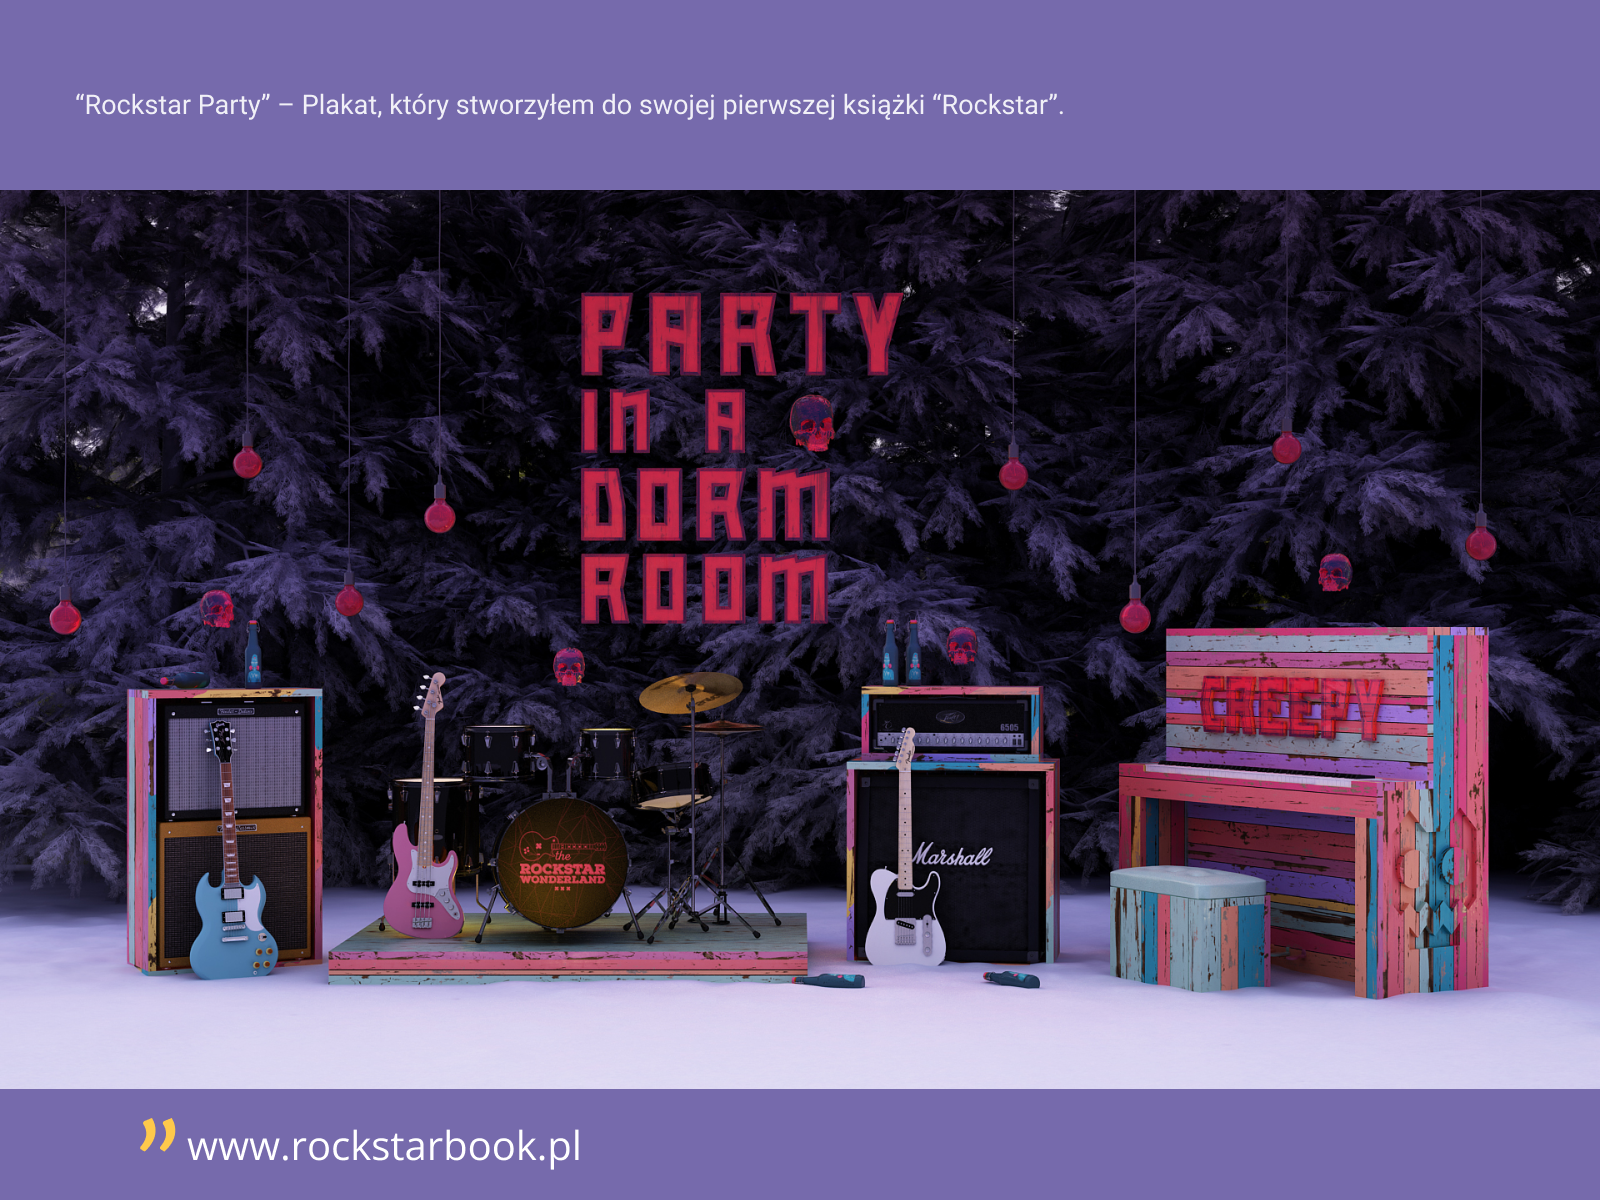 “Rockstar Party” – Plakat, który stworzyłem do swojej pierwszej książki “Rockstar”.
PARTY
IN A
DORM
ROOM
CREEPY
6505
the
ROCKSTAR
WONDERLAND
Marshall
www.rockstarbook.pl